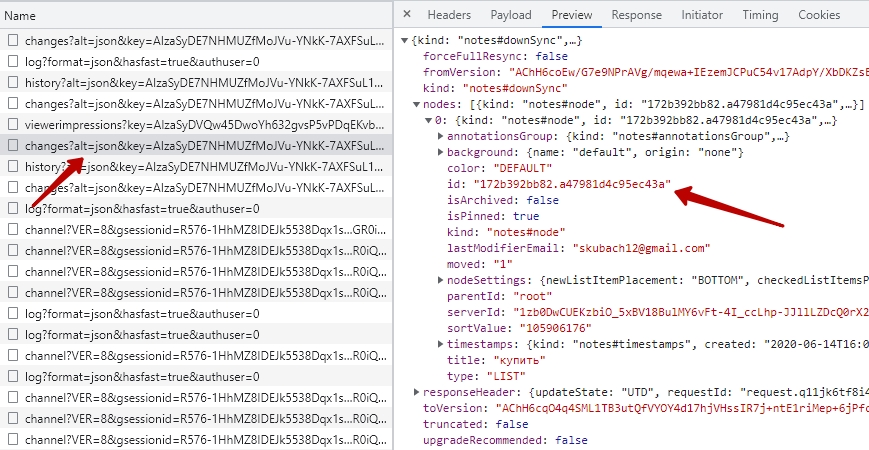 Name
changes?alt=json&key=AIzaSyDE7NHMUZfMoJVu-YNkK-7AXFSuL…
log?format=json&hasfast=true&authuser=0
history?alt=json&key=AIzaSyDE7NHMUZfMoJVu-YNkK-7AXFSuL1…
changes?alt=json&key=AIzaSyDE7NHMUZfMoJVu-YNkK-7AXFSuL…
viewerimpressions?key=AIzaSyDVQw45DwoYh632gvsP5vPDqEKvb…
changes?alt=json&key=AIzaSyDE7NHMUZfMoJVu-YNkK-7AXFSuL…
history?alt=json&key=AIzaSyDE7NHMUZfMoJVu-YNkK-7AXFSuL1…
changes?alt=json&key=AIzaSyDE7NHMUZfMoJVu-YNkK-7AXFSuL…
log?format=json&hasfast=true&authuser=0
channel?VER=8&gsessionid=R576-1HhMZ8IDEJk5538Dqx1s…GR0i…
channel?VER=8&gsessionid=R576-1HhMZ8IDEJk5538Dqx1s…R0iQ…
channel?VER=8&gsessionid=R576-1HhMZ8IDEJk5538Dqx1s…R0iQ…
channel?VER=8&gsessionid=R576-1HhMZ8IDEJk5538Dqx1s…R0iQ…
log?format=json&hasfast=true&authuser=0
log?format=json&hasfast=true&authuser=0
channel?VER=8&gsessionid=R576-1HhMZ8IDEJk5538Dqx1s…R0iQ…
log?format=json&hasfast=true&authuser=0
channel?VER=8&gsessionid=R576-1HhMZ8IDEJk5538Dqx1s…R0iQ…
channel?VER=8&gsessionid=R576-1HhMZ8IDEJk5538Dqx1s…R0iQ…
channel?VER=8&gsessionid=R576-1HhMZ8IDEJk5538Dqx1s…R0iQ…
× Headers Payload Preview Response Initiator Timing Cookies
{kind: "notes#downSync",…}
forceFullResync: false
fromVersion: "AChH6coEw/G7e9NPrAVg/mqewa+IEzemJCPuC54v17AdpY/XbDKZsE
kind: "notes#downSync"
nodes: [{kind: "notes#node", id: "172b392bb82.a47981d4c95ec43a",…}]
0: {kind: "notes#node", id: "172b392bb82.a47981d4c95ec43a",…}
annotationsGroup: {kind: "notes#annotationsGroup",…}
background: {name: "default", origin: "none"}
color: "DEFAULT"
id: "172b392bb82.a47981d4c95ec43a"
isArchived: false
isPinned: true
kind: "notes#node"
lastModifierEmail: "skubach12@gmail.com"
moved: "1"
nodeSettings: {newListItemPlacement: "BOTTOM", checkedListItemsP
parentId: "root"
serverId: "1zb0DwCUEKzbiO_5xBV18BulMY6vFt-4I_ccLhp-JJllLZDcQ0rX2
sortValue: "105906176"
timestamps: {kind: "notes#timestamps", created: "2020-06-14T16:0
title: "купить"
type: "LIST"
responseHeader: {updateState: "UTD", requestId: "request.q11jk6tf8i4
toVersion: "AChH6cqO4q4SML1TB3utQfVYOY4d17hjVHssIR7j+ntE1riMep+6jPfc
truncated: false
upgradeRecommended: false